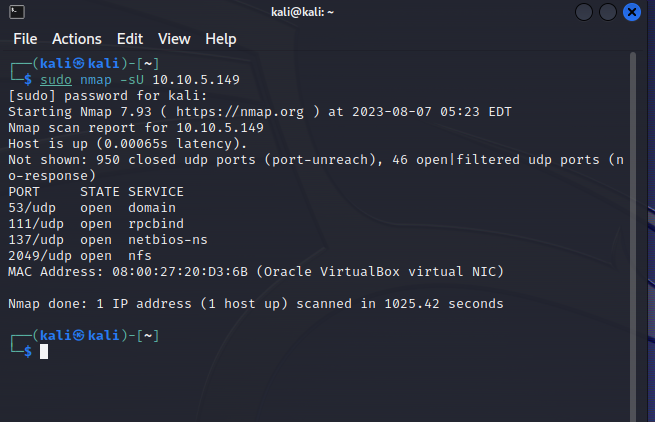 kali@kali: ~
File Actions Edit View Help
┌──(kali㉿kali)-[~]
└─$ sudo nmap -sU 10.10.5.149
[sudo] password for kali:
Starting Nmap 7.93 ( https://nmap.org ) at 2023-08-07 05:23 EDT
Nmap scan report for 10.10.5.149
Host is up (0.00065s latency).
Not shown: 950 closed udp ports (port-unreach), 46 open|filtered udp ports (n
o-response)
PORT     STATE SERVICE
53/udp   open  domain
111/udp  open  rpcbind
137/udp  open  netbios-ns
2049/udp open  nfs
MAC Address: 08:00:27:20:D3:6B (Oracle VirtualBox virtual NIC)
Nmap done: 1 IP address (1 host up) scanned in 1025.42 seconds
┌──(kali㉿kali)-[~]
└─$